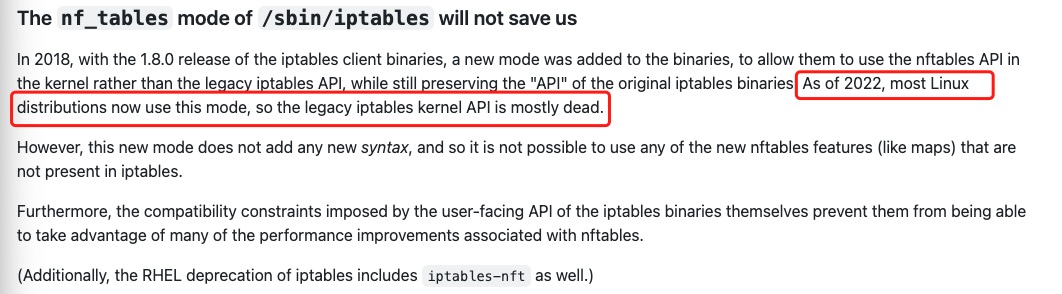 The nf_tables mode of /sbin/iptables will not save us
In 2018, with the 1.8.0 release of the iptables client binaries, a new mode was added to the binaries, to allow them to use the nftables API in
the kernel rather than the legacy iptables API, while still preserving the "API" of the original iptables binaries. As of 2022, most Linux
distributions now use this mode, so the legacy iptables kernel API is mostly dead.
However, this new mode does not add any new syntax, and so it is not possible to use any of the new nftables features (like maps) that are
not present in iptables.
Furthermore, the compatibility constraints imposed by the user-facing API of the iptables binaries themselves prevent them from being able
to take advantage of many of the performance improvements associated with nftables.
(Additionally, the RHEL deprecation of iptables includes iptables-nft as well.)